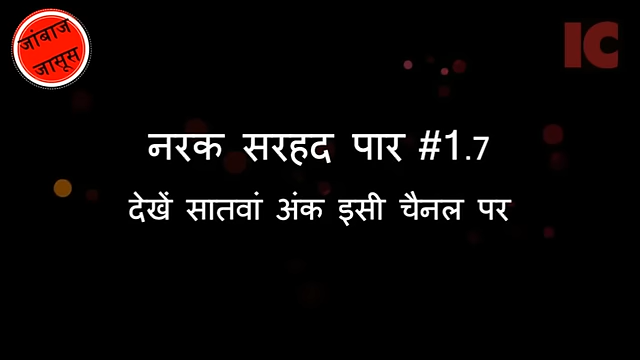 जांबाज
जासूस
IC
नरक सरहद पार #1.7
देखें सातवां अंक इसी चैनल पर